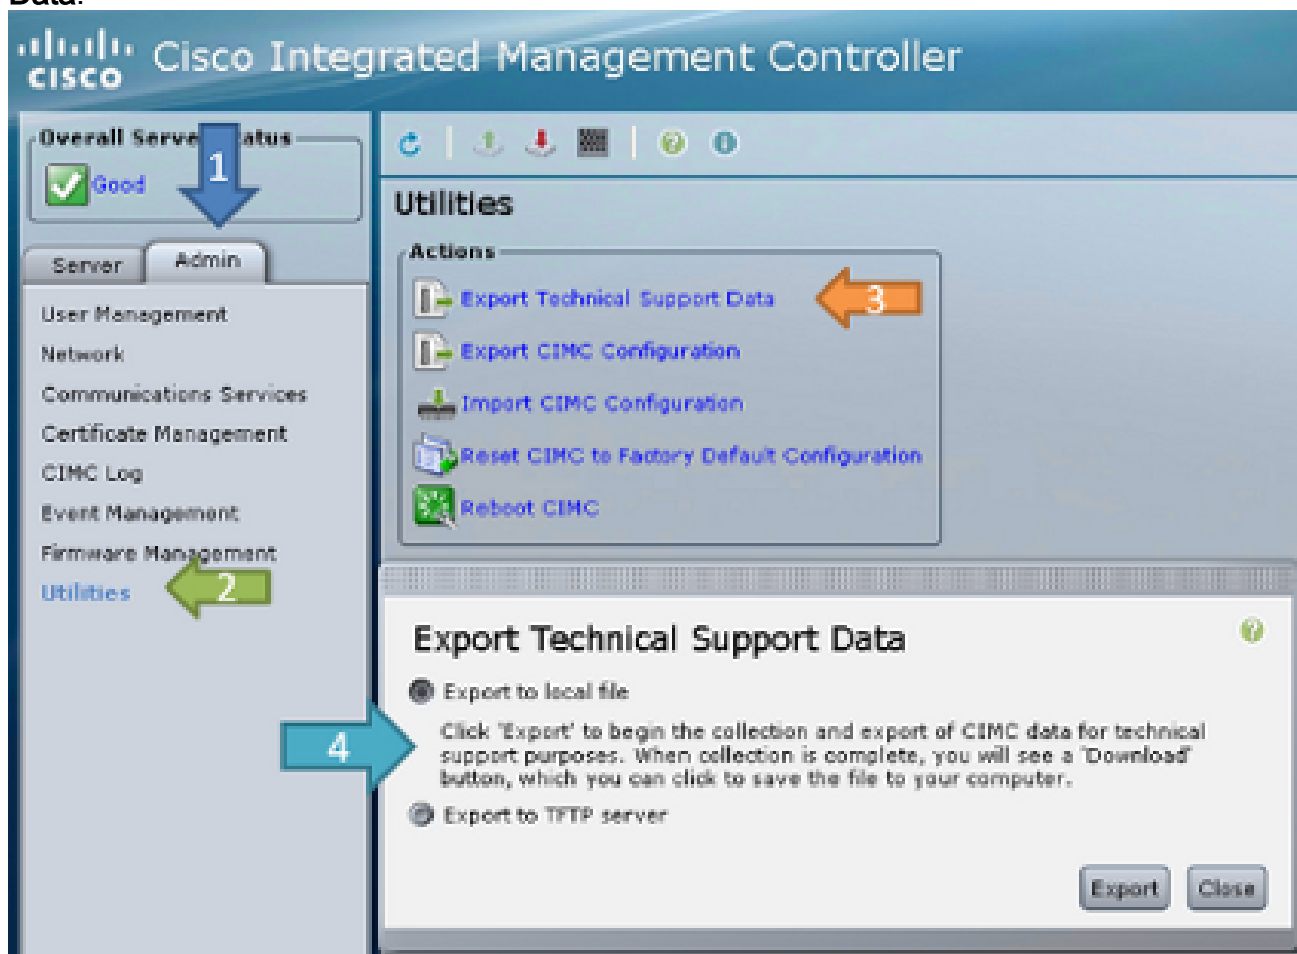 Data.
CISCO Cisco Integrated Management Controller
Overall Server Status
1
Good
Server Admin
User Management
Network
Communications Services
Certificate Management
CIMC Log
Event Management
Firmware Management
Utilities
2
Utilities
Actions
Export Technical Support Data
3
Export CIMC Configuration
Import CIMC Configuration
Reset CIMC to Factory Default Configuration
Reboot CIMC
Export Technical Support Data
Export to local file
4
Click 'Export' to begin the collection and export of CIMC data for technical
support purposes. When collection is complete, you will see a 'Download'
button, which you can click to save the file to your computer.
Export to TFTP server
Export Close